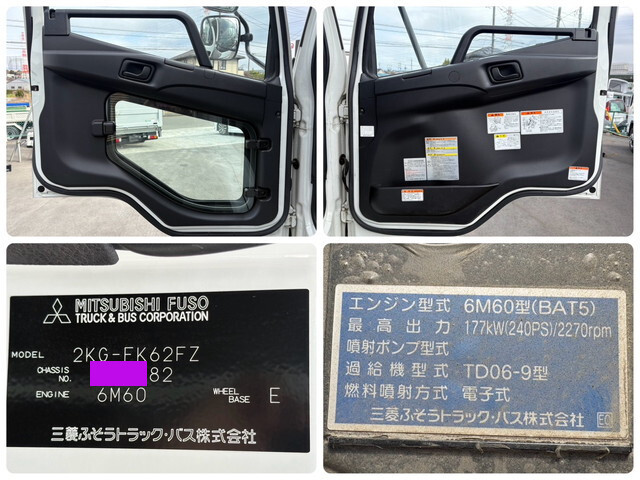 MITSUBISHI FUSO
TRUCK & BUS CORPORATION
MODEL 2KG-FK62FZ
CHASSIS NO. 82
ENGINE 6M60 WHEEL BASE E
三菱ふそうトラック・バス株式会社
エンジン型式 6M60型(BAT5)
最高出力 177kW(240PS)/2270rpm
噴射ポンプ型式
過給機型式 TD06-9型
燃料噴射方式 電子式
三菱ふそうトラック・バス株式会社 EO